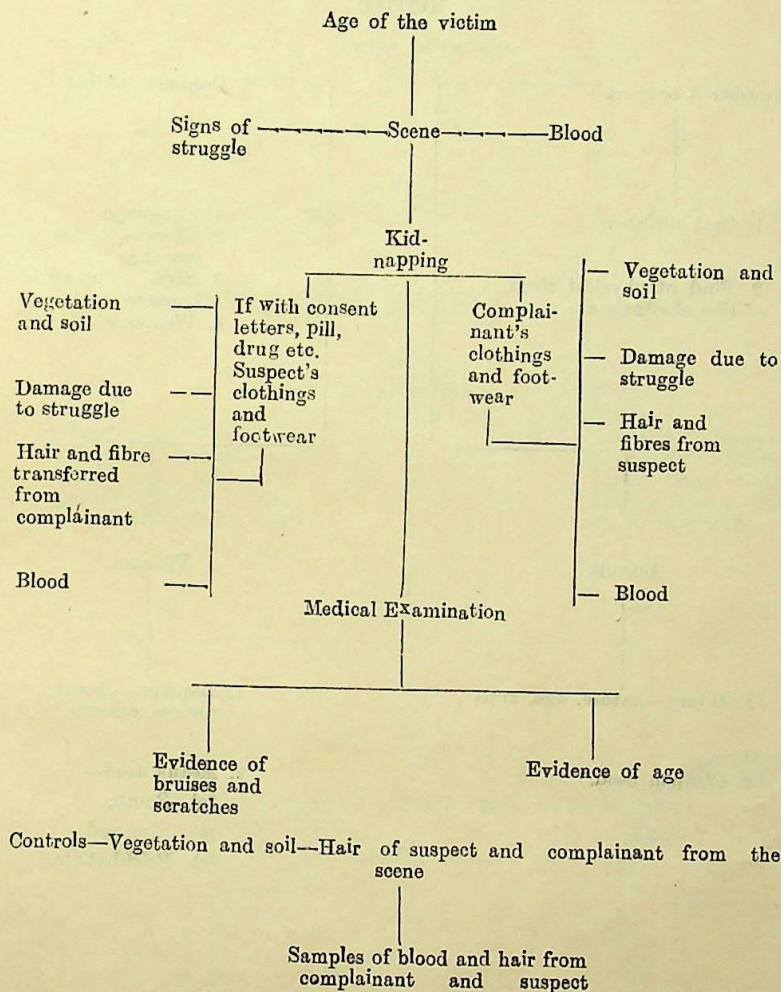 Age of the victim
Signs of
struggle
Scene
Blood
Kid-
napping
Vegetation
and soil
Damage due
to struggle
Hair and fibre
transferred
from
complainant
Blood
If with consent
letters, pill,
drug etc.
Suspect's
clothings
and
footwear
Complai-
nant's
clothings
and foot-
wear
Vegetation and
soil
Damage due to
struggle
Hair and
fibres from
suspect
Blood
Medical Examination
Evidence of
bruises and
scratches
Evidence of age
Controls—Vegetation and soil—Hair of suspect and complainant from the
scene
Samples of blood and hair from
complainant and suspect